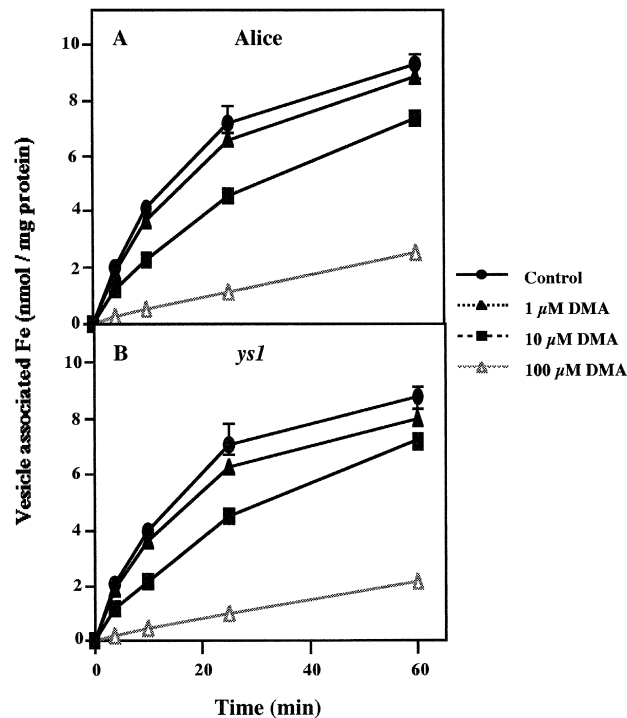 A Alice
10
8
6
4
2
0
B ys1
10
8
6
4
2
0
0 20 40 60
Time (min)
Vesicle associated Fe (nmol / mg protein)
Control
1 µM DMA
10 µM DMA
100 µM DMA